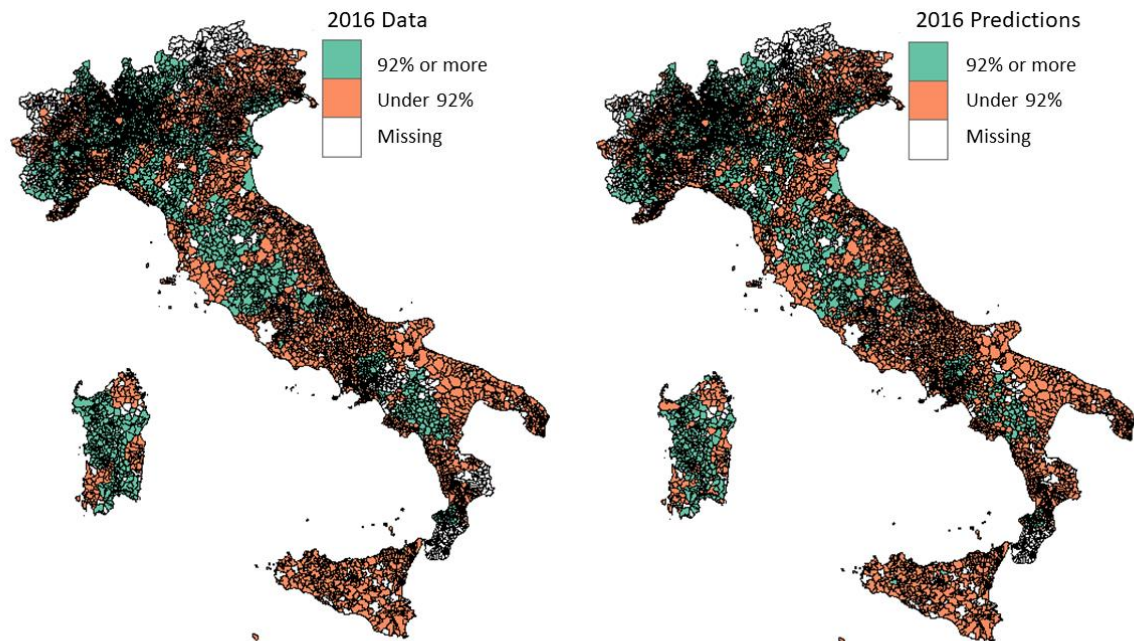 2016 Data
92% or more
Under 92%
Missing
2016 Predictions
92% or more
Under 92%
Missing